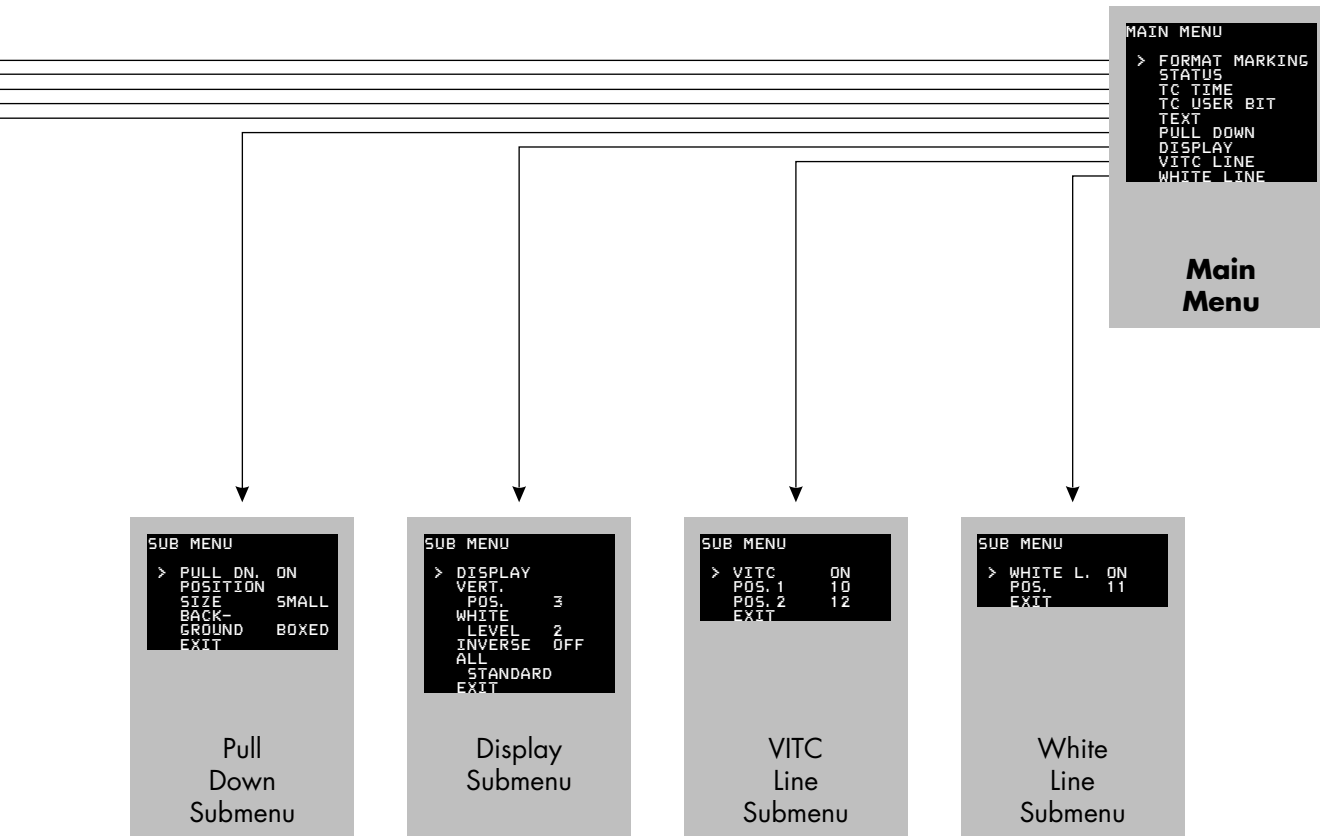 MAIN MENU
> FORMAT MARKING
STATUS
TC TIME
TC USER BIT
TEXT
PULL DOWN
DISPLAY
VITC LINE
WHITE LINE
Main
Menu
SUB MENU
> PULL DN. ON
POSITION
SIZE SMALL
BACK-
GROUND BOXED
EXIT
Pull
Down
Submenu
SUB MENU
> DISPLAY
VERT.
POS. 3
WHITE
LEVEL 2
INVERSE OFF
ALL
STANDARD
EXIT
Display
Submenu
SUB MENU
> VITC ON
POS.1 10
POS.2 12
EXIT
VITC
Line
Submenu
SUB MENU
> WHITE L. ON
POS. 11
EXIT
White
Line
Submenu